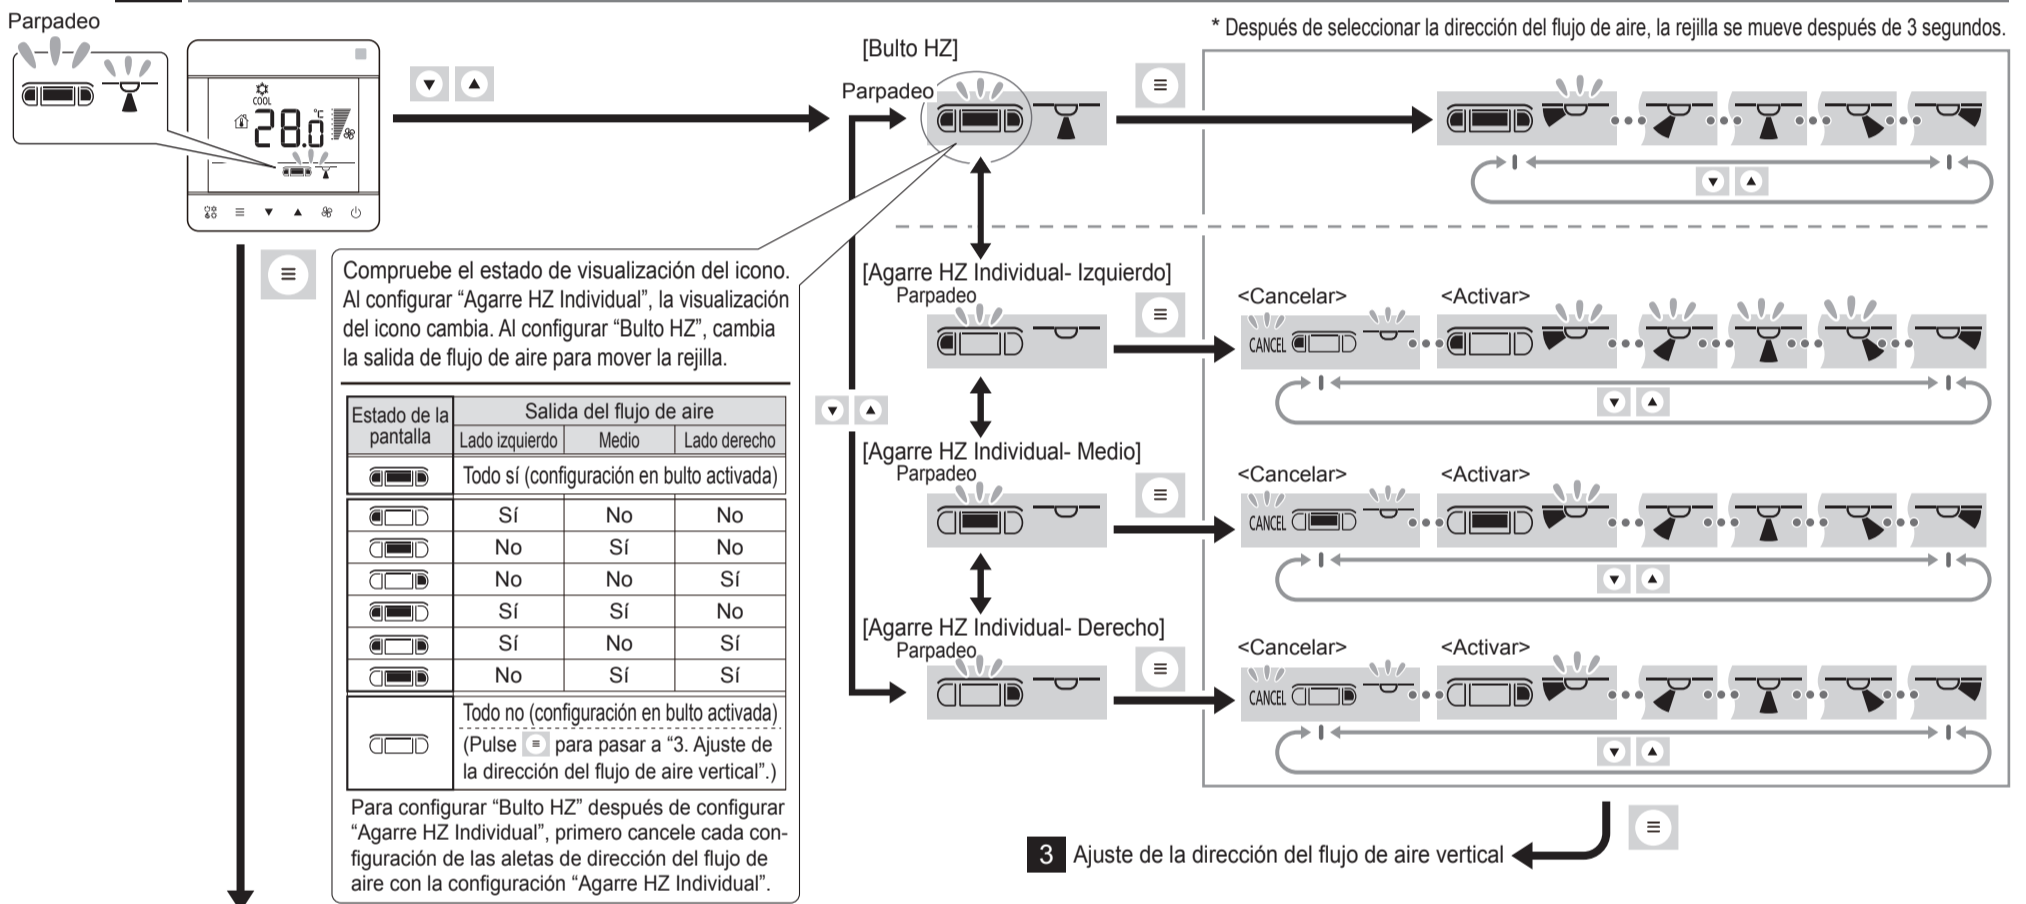 Parpadeo
* Después de seleccionar la dirección del flujo de aire, la rejilla se mueve después de 3 segundos.
COOL
28.0 °C
[Bulto HZ]
Parpadeo
Compruebe el estado de visualización del icono.
Al configurar “Agarre HZ Individual”, la visualización
del icono cambia. Al configurar “Bulto HZ”, cambia
la salida de flujo de aire para mover la rejilla.
Estado de la pantalla
Salida del flujo de aire
Lado izquierdo Medio Lado derecho
Todo sí (configuración en bulto activada)
Sí No No
No Sí No
No No Sí
Sí Sí No
Sí No Sí
No Sí Sí
Todo no (configuración en bulto activada)
(Pulse para pasar a “3. Ajuste de
la dirección del flujo de aire vertical”.)
Para configurar “Bulto HZ” después de configurar
“Agarre HZ Individual”, primero cancele cada con-
figuración de las aletas de dirección del flujo de
aire con la configuración “Agarre HZ Individual”.
[Agarre HZ Individual- Izquierdo]
Parpadeo
<Cancelar> <Activar>
CANCEL
[Agarre HZ Individual- Medio]
Parpadeo
<Cancelar> <Activar>
CANCEL
[Agarre HZ Individual- Derecho]
Parpadeo
<Cancelar> <Activar>
CANCEL
3 Ajuste de la dirección del flujo de aire vertical